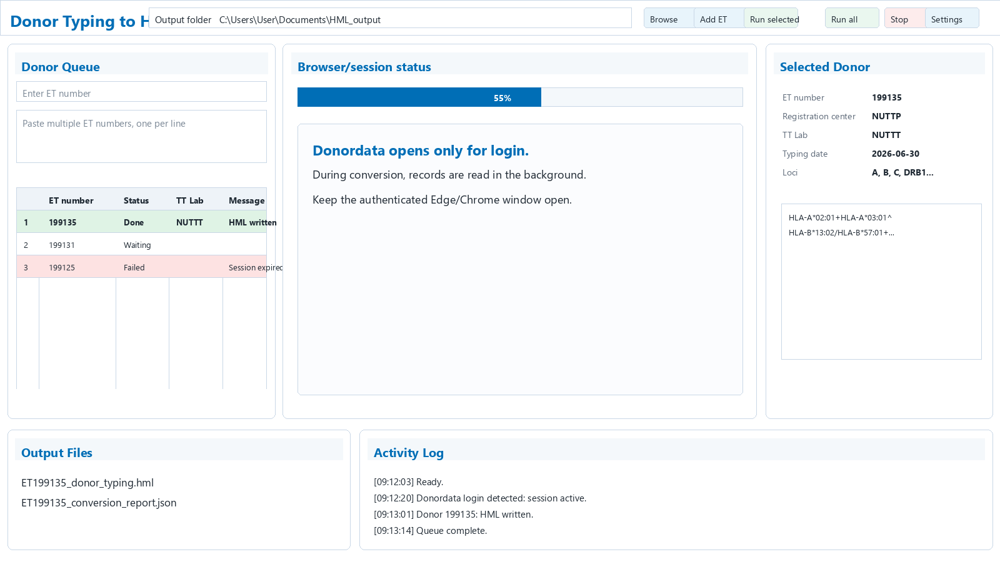 Donor Typing to H
Output folder C:\Users\User\Documents\HML_output
Browse Add ET Run selected Run all Stop Settings
Donor Queue
Enter ET number
Paste multiple ET numbers, one per line
ET number Status TT Lab Message
1 199135 Done NUTTT HML written
2 199131 Waiting
3 199125 Failed Session expired
Browser/session status
55%
Donordata opens only for login.
During conversion, records are read in the background.
Keep the authenticated Edge/Chrome window open.
Selected Donor
ET number 199135
Registration center NUTTP
TT Lab NUTTT
Typing date 2026-06-30
Loci A, B, C, DRB1...
HLA-A*02:01+HLA-A*03:01^
HLA-B*13:02/HLA-B*57:01+...
Output Files
ET199135_donor_typing.hml
ET199135_conversion_report.json
Activity Log
[09:12:03] Ready.
[09:12:20] Donordata login detected: session active.
[09:13:01] Donor 199135: HML written.
[09:13:14] Queue complete.